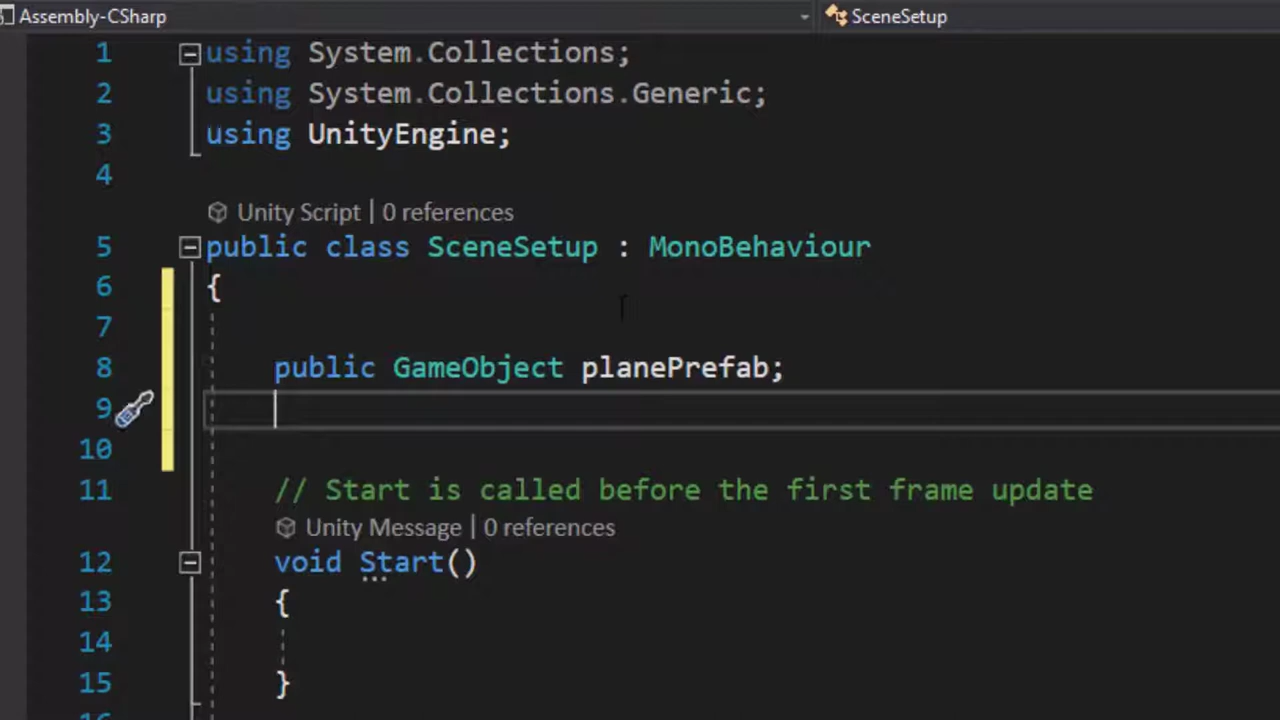 Assembly-CSharp SceneSetup
1 using System.Collections;
2 using System.Collections.Generic;
3 using UnityEngine;
4
Unity Script | 0 references
5 public class SceneSetup : MonoBehaviour
6 {
7
8 public GameObject planePrefab;
9
10
11 // Start is called before the first frame update
Unity Message | 0 references
12 void Start()
13 {
14
15 }